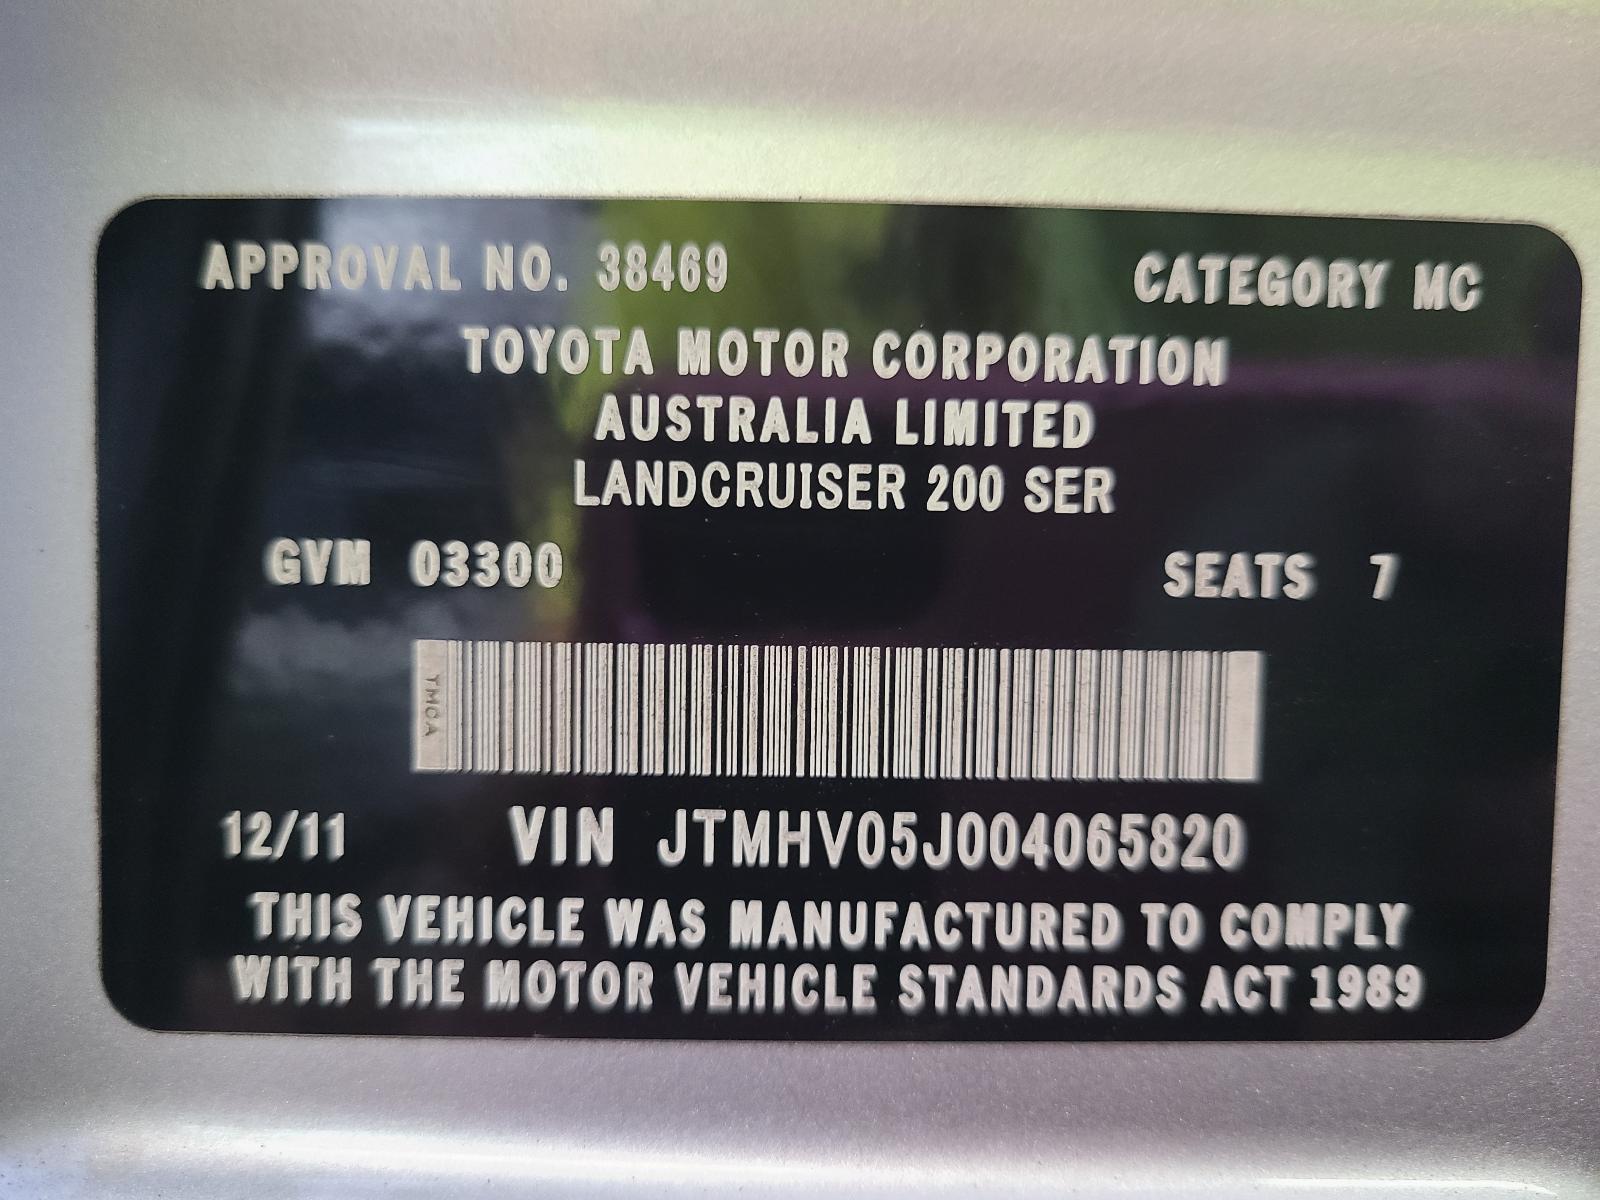 APPROVAL NO. 38469 CATEGORY MC
TOYOTA MOTOR CORPORATION
AUSTRALIA LIMITED
LANDCRUISER 200 SER
GVM 03300 SEATS 7
TMCA
12/11 VIN JTMHV05J004065820
THIS VEHICLE WAS MANUFACTURED TO COMPLY
WITH THE MOTOR VEHICLE STANDARDS ACT 1989